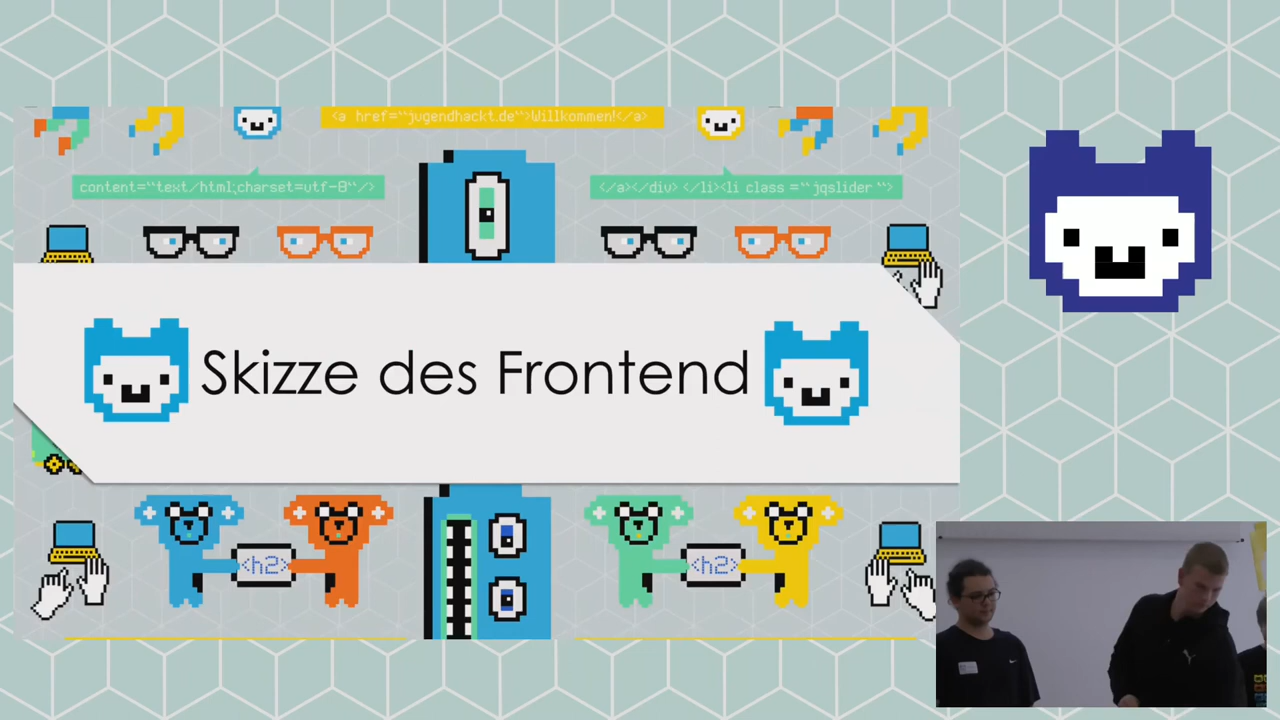 <a href="jugendhackt.de">Willkommen!</a>
content="text/html;charset=utf-8"/>
</a></div> </li><li class ="jqslider ">
Skizze des Frontend
<h2>
<h2>